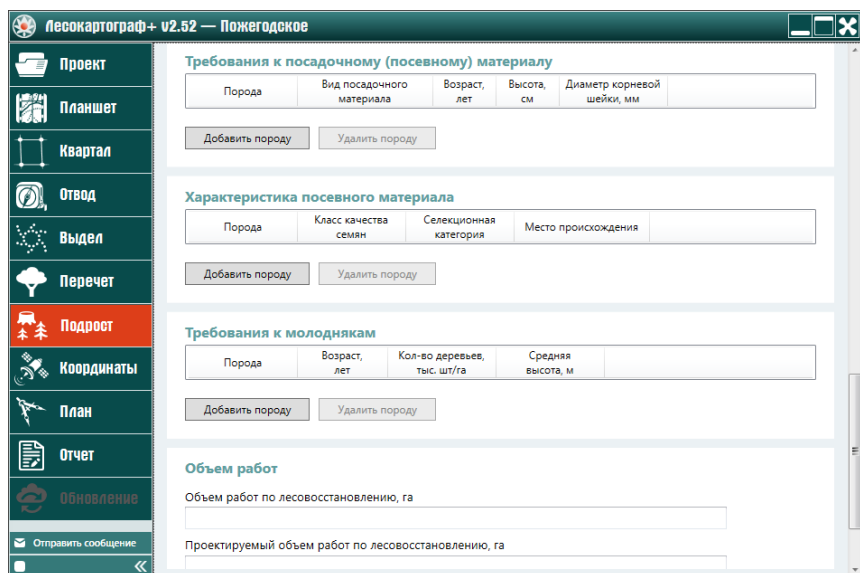 Лесокартограф+ v2.52 — Пожегодское
Проект
Планшет
Квартал
Отвод
Выдел
Перечет
Подрост
Координаты
План
Отчет
Обновление
Отправить сообщение
Требования к посадочному (посевному) материалу
Порода Вид посадочного материала Возраст, лет Высота, см Диаметр корневой шейки, мм
Добавить породу Удалить породу
Характеристика посевного материала
Порода Класс качества семян Селекционная категория Место происхождения
Добавить породу Удалить породу
Требования к молоднякам
Порода Возраст, лет Кол-во деревьев, тыс. шт/га Средняя высота, м
Добавить породу Удалить породу
Объем работ
Объем работ по лесовосстановлению, га
Проектируемый объем работ по лесовосстановлению, га